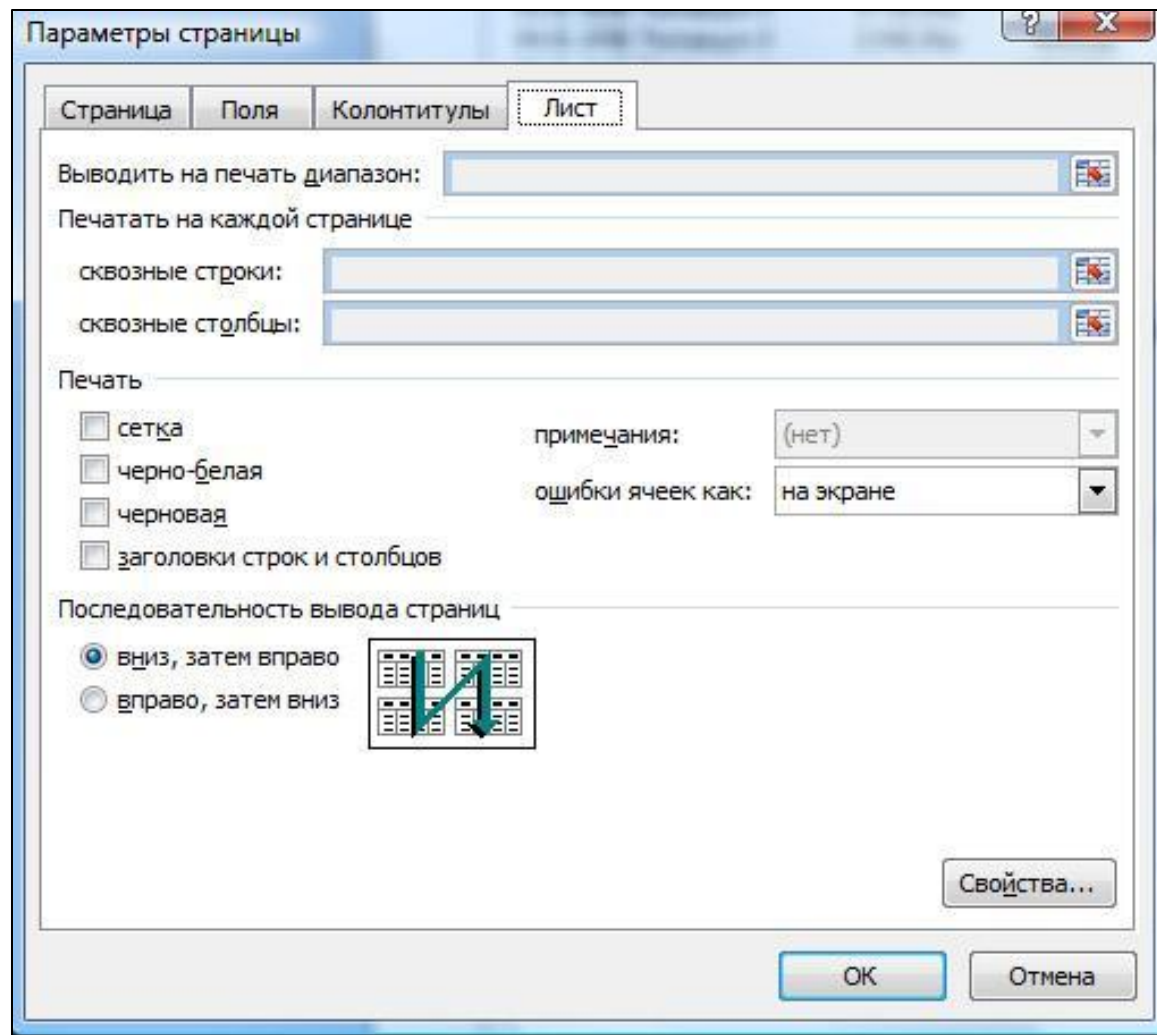 Параметры страницы
Страница Поля Колонтитулы Лист
Выводить на печать диапазон:
Печатать на каждой странице
сквозные строки:
сквозные столбцы:
Печать
сетка
примечания: (нет)
черно-белая
ошибки ячеек как: на экране
черновая
заголовки строк и столбцов
Последовательность вывода страниц
вниз, затем вправо
вправо, затем вниз
Свойства...
ОК Отмена